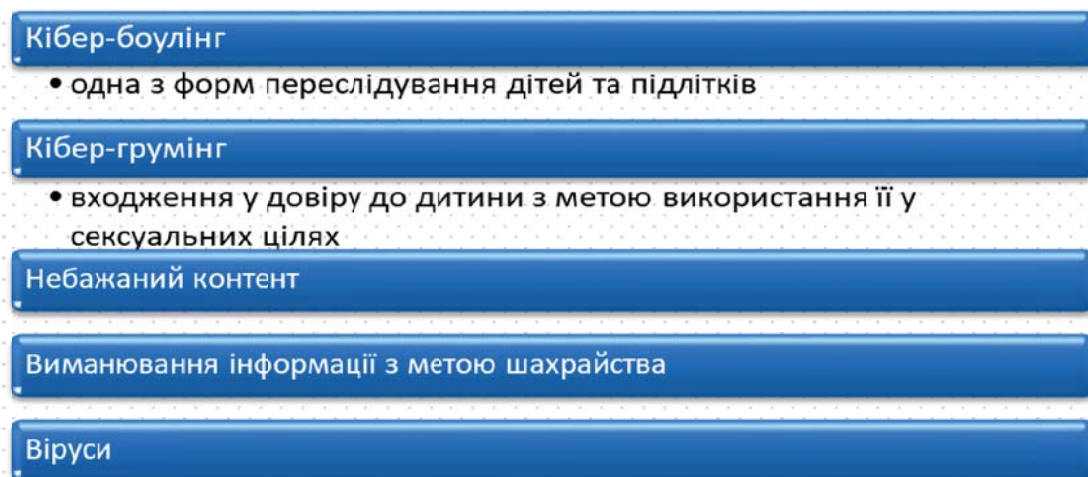 Кібер-боулінг
• одна з форм переслідування дітей та підлітків
Кібер-грумінг
• входження у довіру до дитини з метою використання її у
сексуальних цілях
Небажаний контент
Виманювання інформації з метою шахрайства
Віруси